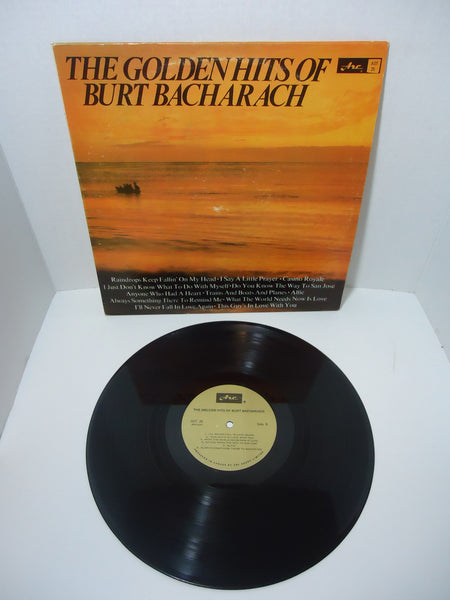 THE GOLDEN HITS OF
BURT BACHARACH
Arc
Raindrops Keep Fallin' On My Head • I Say A Little Prayer • Casino Royale
I Just Don't Know What To Do With Myself • Do You Know The Way To San Jose
Anyone Who Had A Heart • Trains And Boats And Planes • Alfie
Always Something There To Remind Me • What The World Needs Now Is Love
I'll Never Fall In Love Again • This Guy's In Love With You
Arc
THE GOLDEN HITS OF BURT BACHARACH